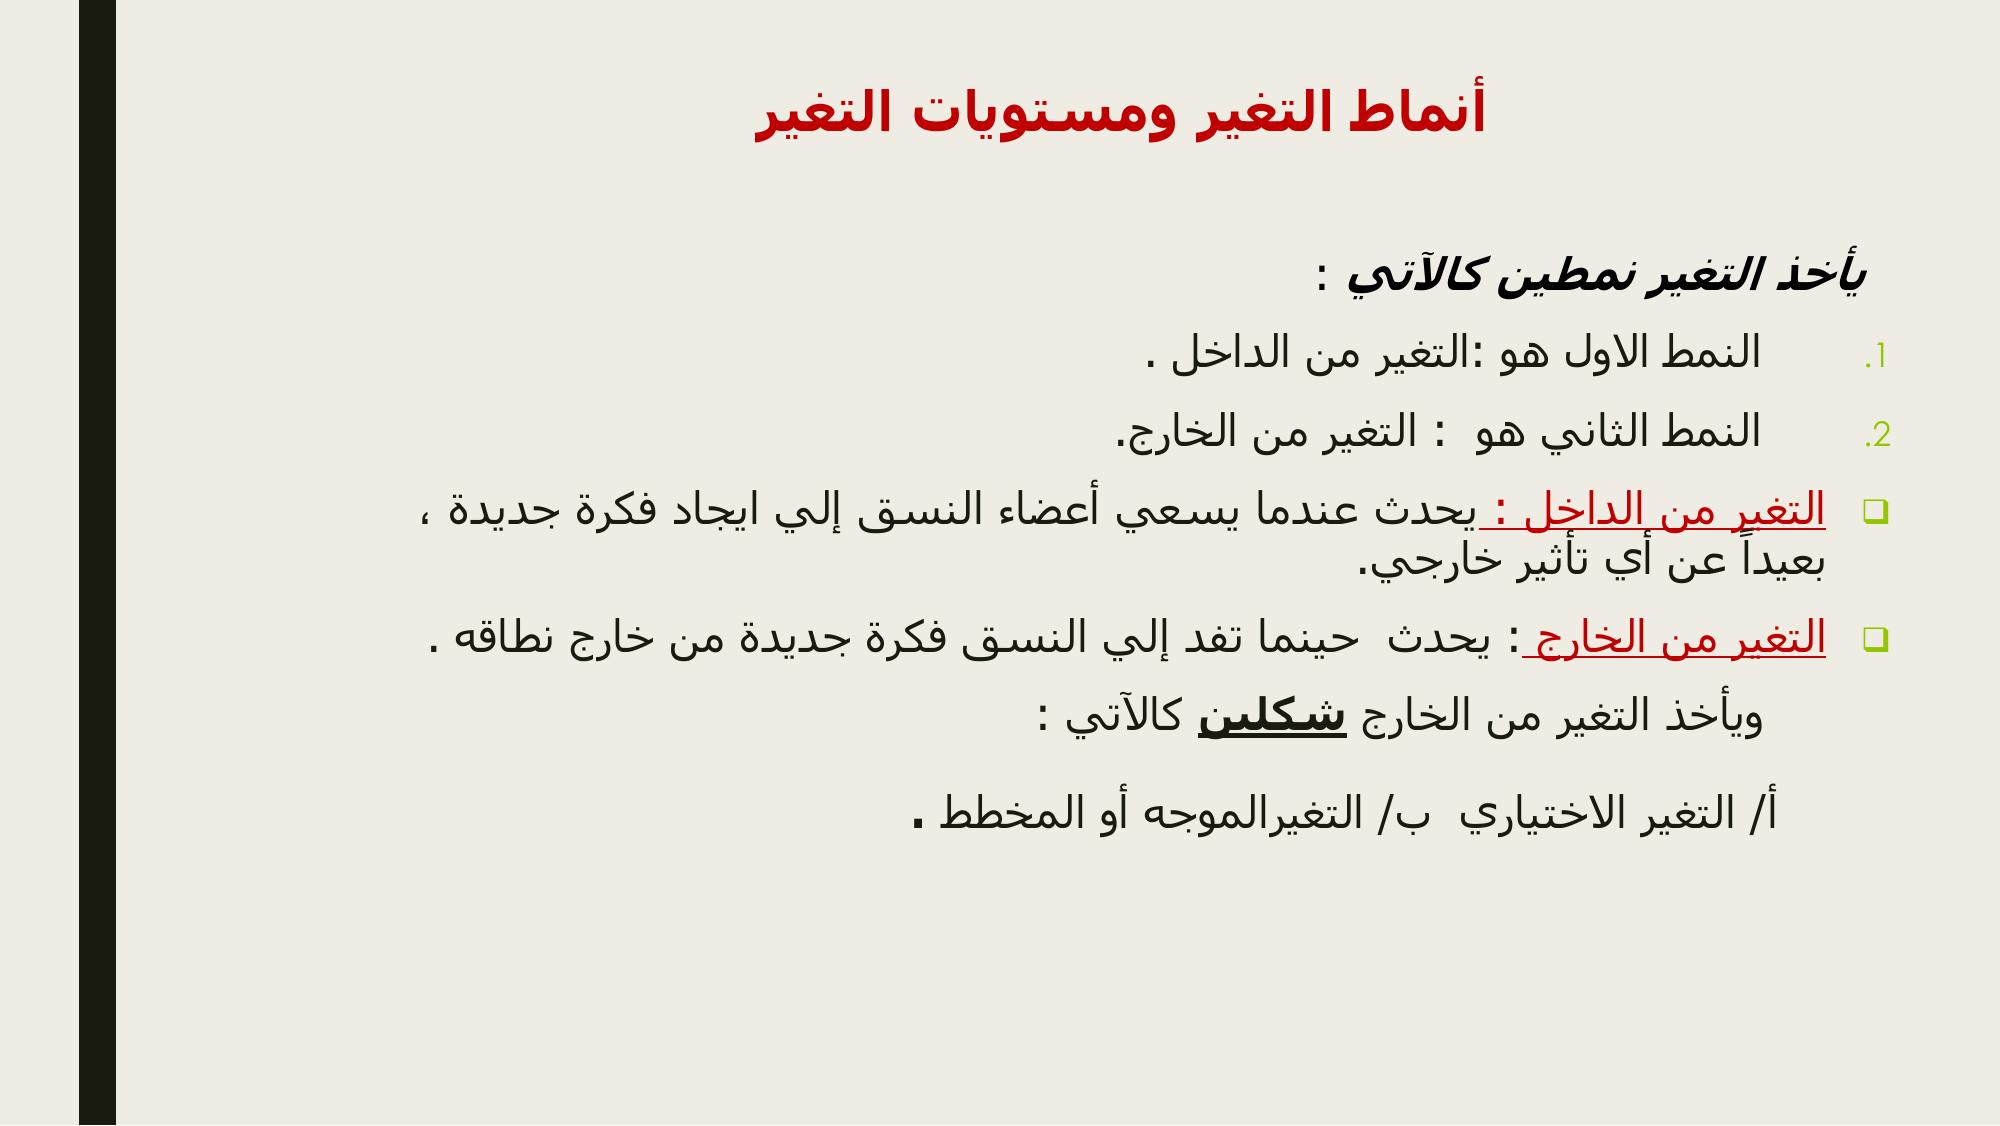 أنماط التغير ومستويات التغير
يأخذ التغير نمطين كالآتي :
1. النمط الاول هو :التغير من الداخل .
2. النمط الثاني هو : التغير من الخارج.
❑ التغير من الداخل : يحدث عندما يسعي أعضاء النسق إلي ايجاد فكرة جديدة ،
بعيداً عن أي تأثير خارجي.
❑ التغير من الخارج : يحدث حينما تفد إلي النسق فكرة جديدة من خارج نطاقه .
ويأخذ التغير من الخارج شكلين كالآتي :
أ/ التغير الاختياري ب/ التغيرالموجه أو المخطط .